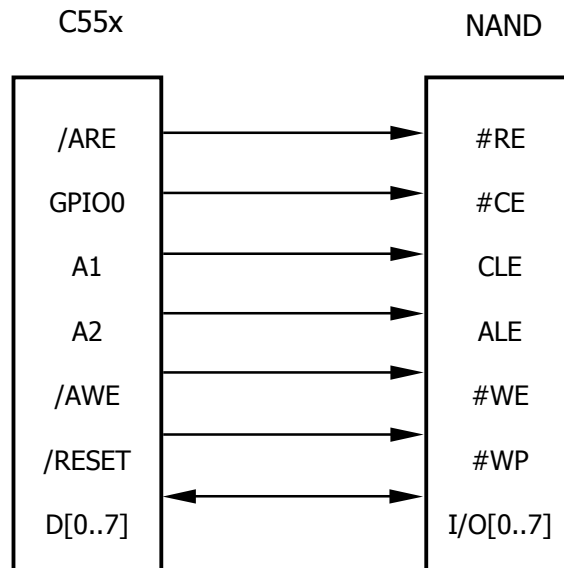 C55x NAND
/ARE #RE
GPIO0 #CE
A1 CLE
A2 ALE
/AWE #WE
/RESET #WP
D[0..7] I/O[0..7]